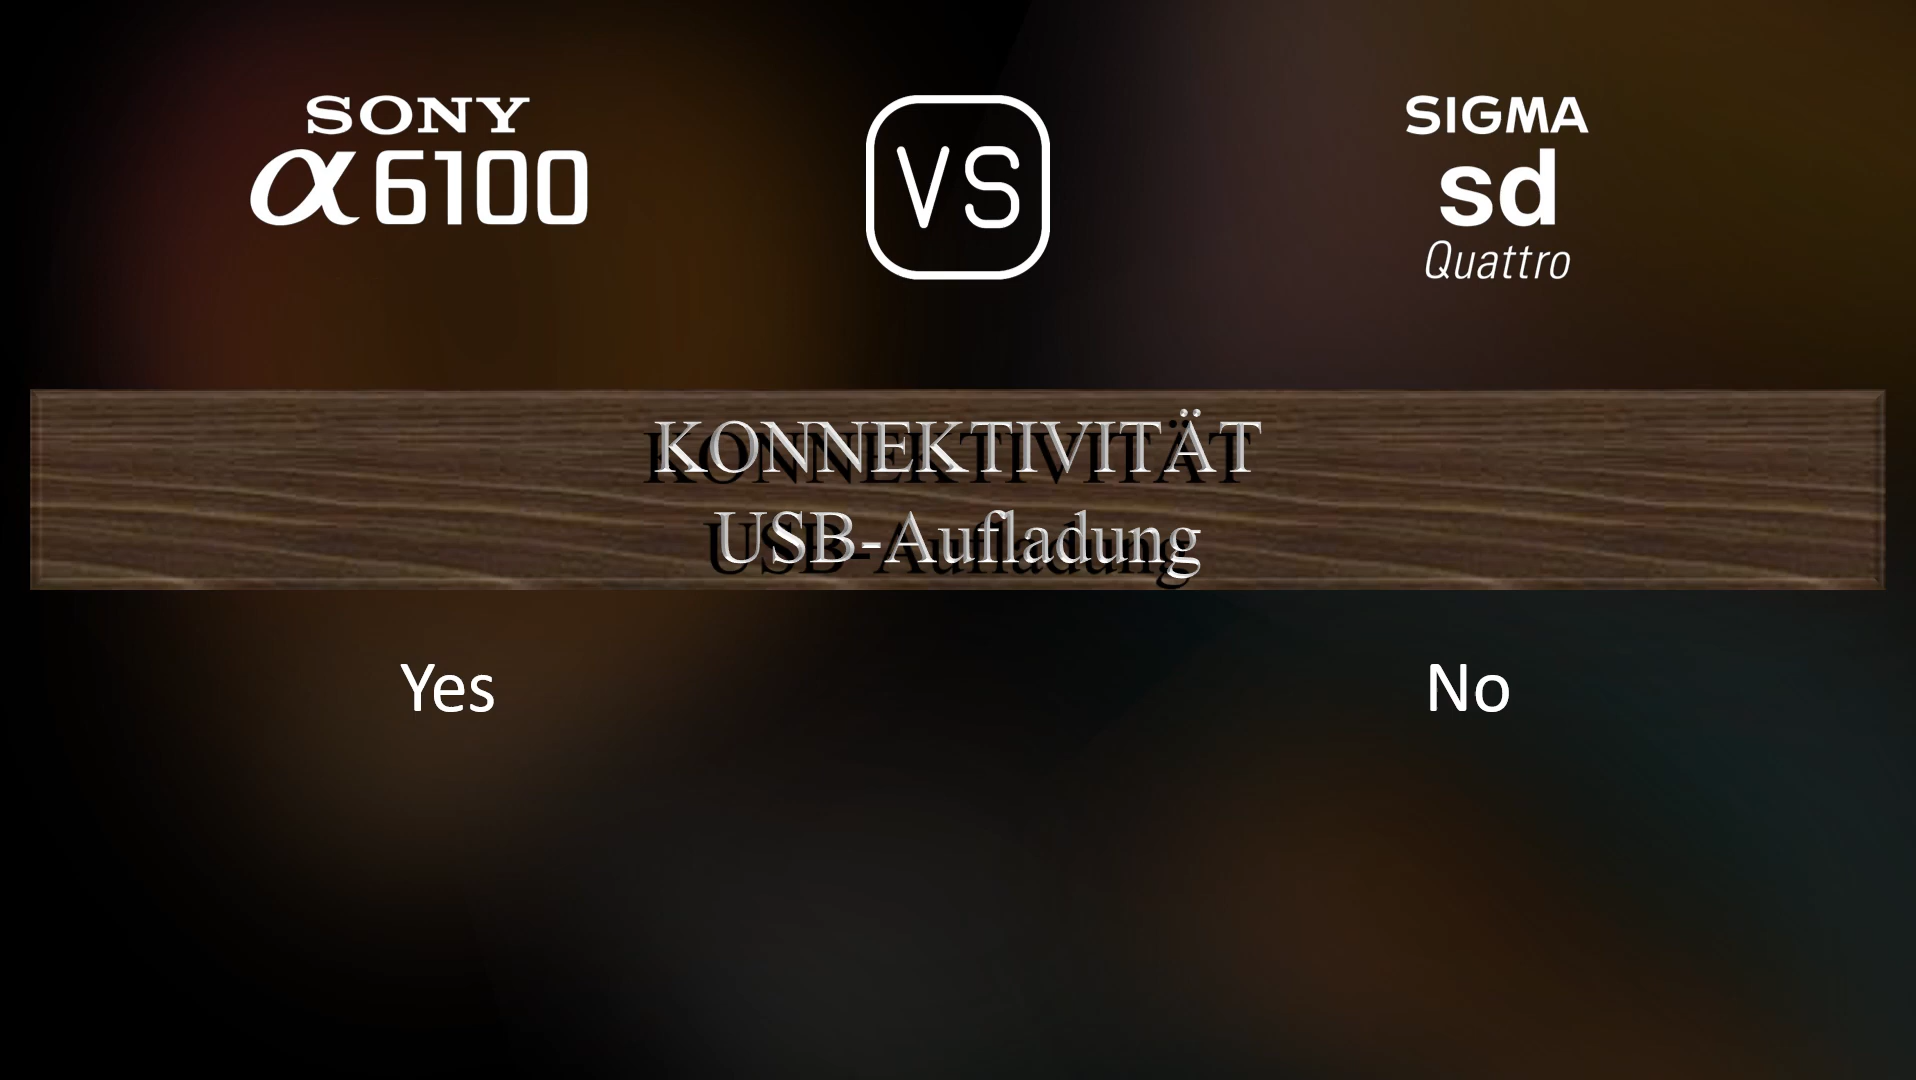 SONY
α6100
VS
SIGMA
sd
Quattro
KONNEKTIVITÄT
USB-Aufladung
Yes
No